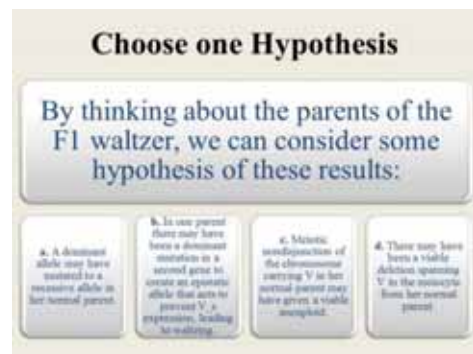 Choose one Hypothesis
By thinking about the parents of the
F1 waltzer, we can consider some
hypothesis of these results:
a. A dominant
allele may have
mutated to a
recessive allele in
her normal parent.
b. In one parent
there may have
been a dominant
mutation in a
second gene to
create an epistatic
allele that acts to
prevent V_s
expression, leading
to waltzing.
c. Meiotic
nondisjunction of
the chromosome
carrying V in her
normal parent may
have given a viable
aneuploid.
d. There may have
been a viable
deletion spanning
V in the
from her normal
parent